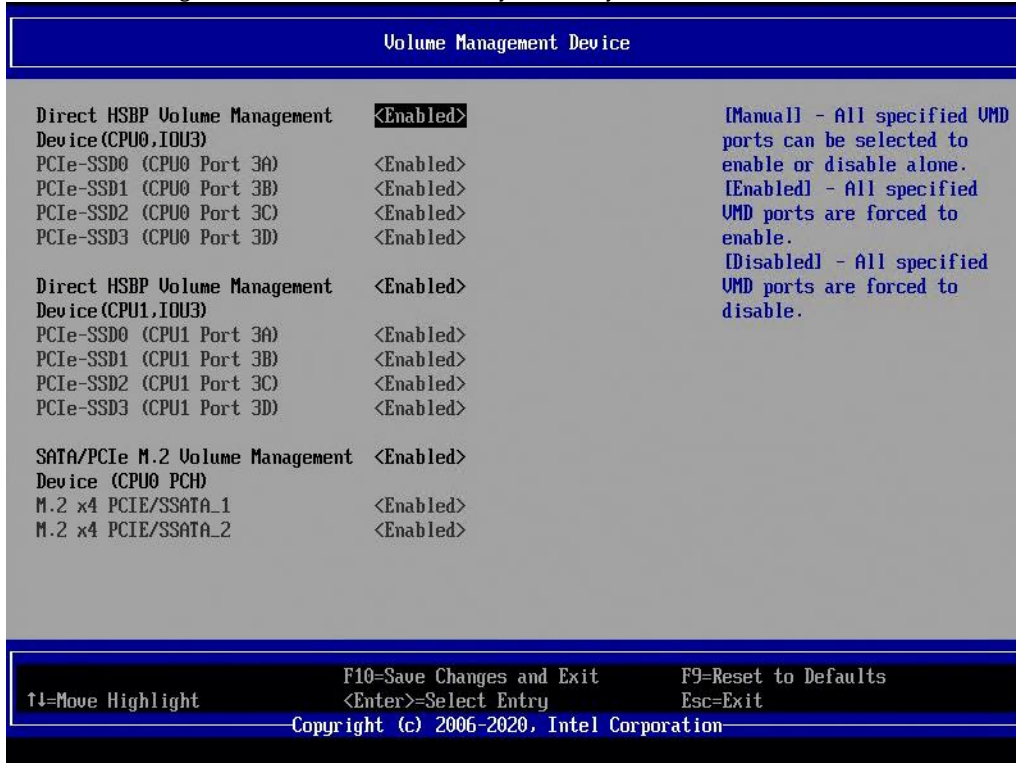 Volume Management Device
Direct HSBP Volume Management <Enabled>
Device(CPU0,IOU3)
PCIe-SSD0 (CPU0 Port 3A) <Enabled>
PCIe-SSD1 (CPU0 Port 3B) <Enabled>
PCIe-SSD2 (CPU0 Port 3C) <Enabled>
PCIe-SSD3 (CPU0 Port 3D) <Enabled>
Direct HSBP Volume Management <Enabled>
Device(CPU1,IOU3)
PCIe-SSD0 (CPU1 Port 3A) <Enabled>
PCIe-SSD1 (CPU1 Port 3B) <Enabled>
PCIe-SSD2 (CPU1 Port 3C) <Enabled>
PCIe-SSD3 (CPU1 Port 3D) <Enabled>
SATA/PCIe M.2 Volume Management <Enabled>
Device (CPU0 PCH)
M.2 x4 PCIE/SSATA_1 <Enabled>
M.2 x4 PCIE/SSATA_2 <Enabled>
[Manual] - All specified VMD
ports can be selected to
enable or disable alone.
[Enabled] - All specified
VMD ports are forced to
enable.
[Disabled] - All specified
VMD ports are forced to
disable.
F10=Save Changes and Exit F9=Reset to Defaults
↑↓=Move Highlight <Enter>=Select Entry Esc=Exit
Copyright (c) 2006-2020, Intel Corporation